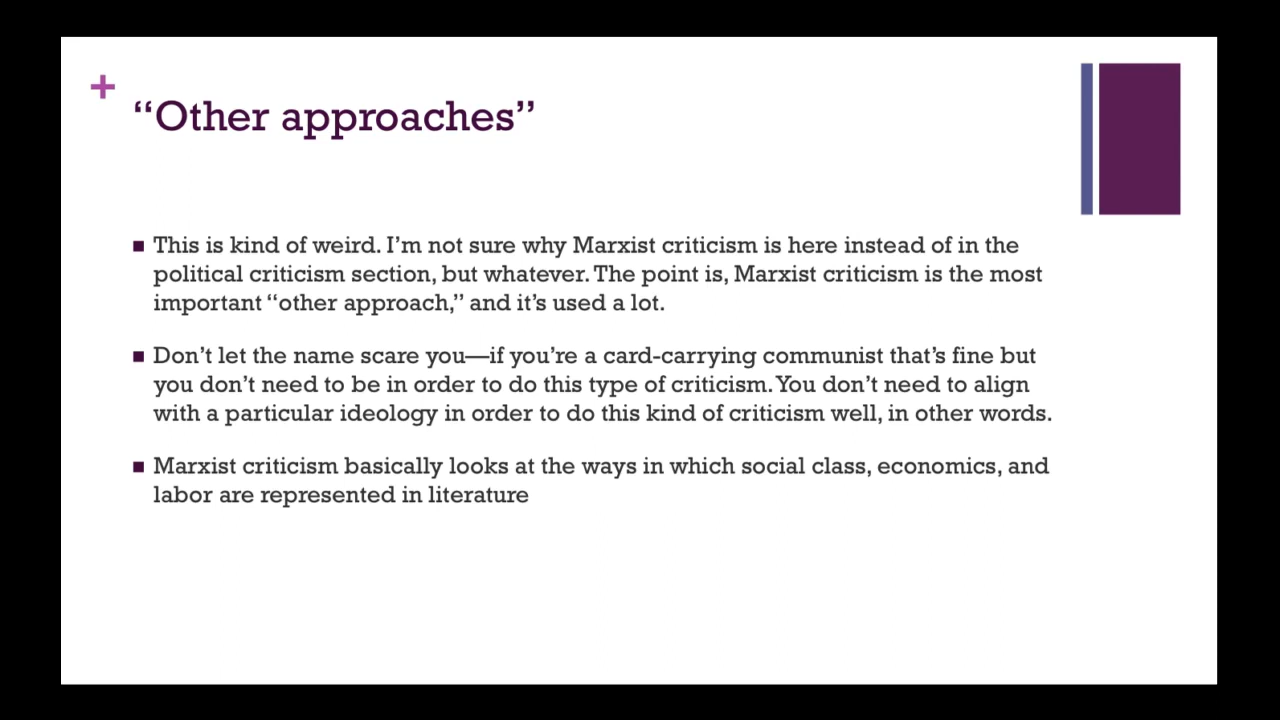 +
“Other approaches”
■ This is kind of weird. I’m not sure why Marxist criticism is here instead of in the
political criticism section, but whatever. The point is, Marxist criticism is the most
important “other approach,” and it’s used a lot.
■ Don’t let the name scare you—if you’re a card-carrying communist that’s fine but
you don’t need to be in order to do this type of criticism. You don’t need to align
with a particular ideology in order to do this kind of criticism well, in other words.
■ Marxist criticism basically looks at the ways in which social class, economics, and
labor are represented in literature